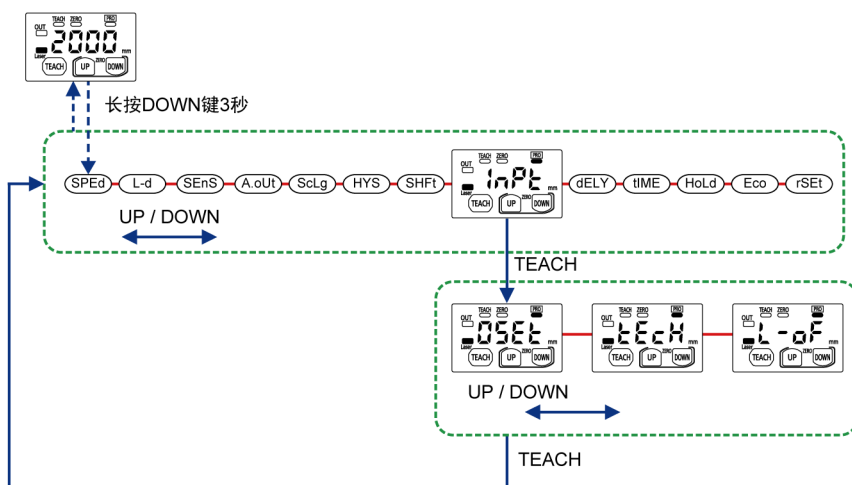 TEACH ZERO PRO
OUT
2000
mm
Laser
TEACH UP ZERO DOWN
长按DOWN键3秒
SPEd L-d SEnS A.oUt ScLg HYS SHFt
TEACH ZERO PRO
OUT
InPt
mm
Laser
TEACH UP ZERO DOWN
dELY tIME HoLd Eco rSEt
UP / DOWN
TEACH
TEACH ZERO PRO
OUT
0SEt
mm
Laser
TEACH UP ZERO DOWN
TEACH ZERO PRO
OUT
tEcH
mm
Laser
TEACH UP ZERO DOWN
TEACH ZERO PRO
OUT
L-oF
mm
Laser
TEACH UP ZERO DOWN
UP / DOWN
TEACH